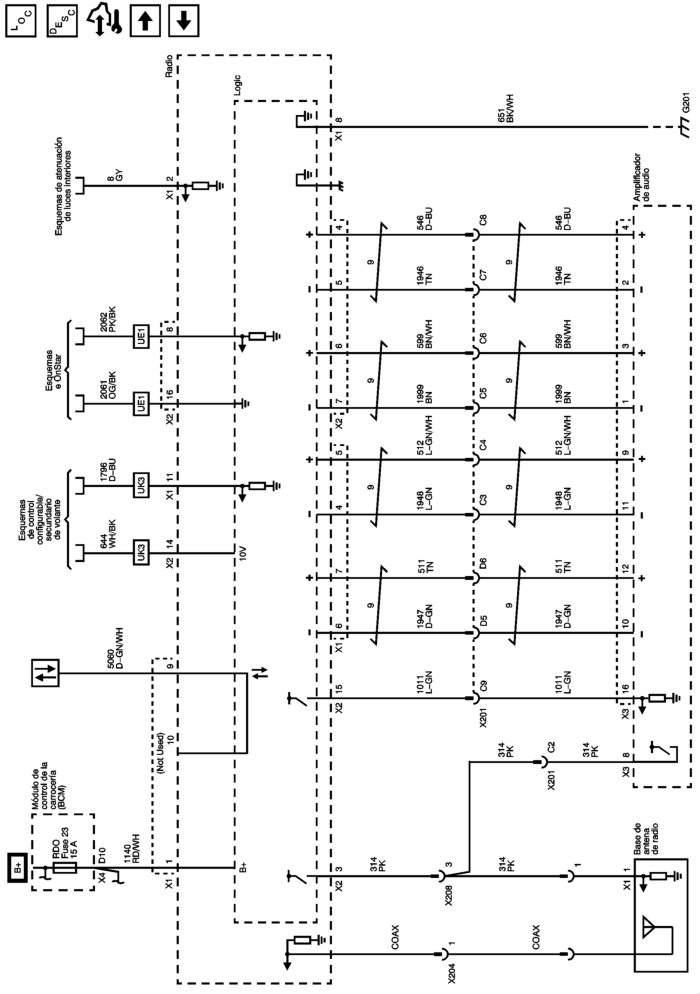 LOC
DESC
B+
Módulo de
control de la
carrocería
(BCM)
RDO
Fuse 23
15 A
X4
D10
1140
RD/WH
X1
1
(Not Used)
10
5060
D-GN/WH
9
Esquemas
de control
configurable/
secundario
de volante
644
WH/BK
UK3
X2
14
1796
D-BU
UK3
X1
11
Esquemas
e OnStar
2061
OG/BK
UE1
X2
16
2062
PK/BK
UE1
8
Esquemas de atenuación
de luces interiores
8
GY
X1
2
Radio
Logic
B+
10V
X2
3
X2
15
X1
6
7
4
5
X2
7
6
5
4
X1
8
- + - + - + - +
9
9
9
9
314
PK
1011
L-GN
1947
D-GN
511
TN
1948
L-GN
512
L-GN/WH
1999
BN
599
BN/WH
1946
TN
546
D-BU
651
BK/WH
COAX
X204
1
X208
3
X201
C2
X201
C9
D5
D6
C3
C4
C5
C6
C7
C8
9
9
9
9
COAX
1
314
PK
314
PK
1011
L-GN
1947
D-GN
511
TN
1948
L-GN
512
L-GN/WH
1999
BN
599
BN/WH
1946
TN
546
D-BU
X1
1
X3
8
X3
16
10
12
11
9
1
3
2
4
- + - + - + - +
Base de
antena
de radio
Amplificador
de audio
G201